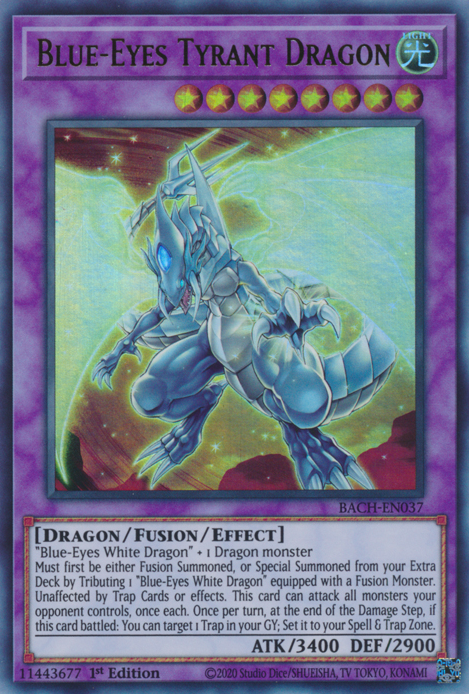 BLUE-EYES TYRANT DRAGON
LIGHT
光
BACH-EN037
[DRAGON/FUSION/EFFECT]
"Blue-Eyes White Dragon" + 1 Dragon monster
Must first be either Fusion Summoned, or Special Summoned from your Extra
Deck by Tributing 1 "Blue-Eyes White Dragon" equipped with a Fusion Monster.
Unaffected by Trap Cards or effects. This card can attack all monsters your
opponent controls, once each. Once per turn, at the end of the Damage Step, if
this card battled: You can target 1 Trap in your GY; Set it to your Spell & Trap Zone.
ATK/3400 DEF/2900
11443677 1st Edition ©2020 Studio Dice/SHUEISHA, TV TOKYO, KONAMI